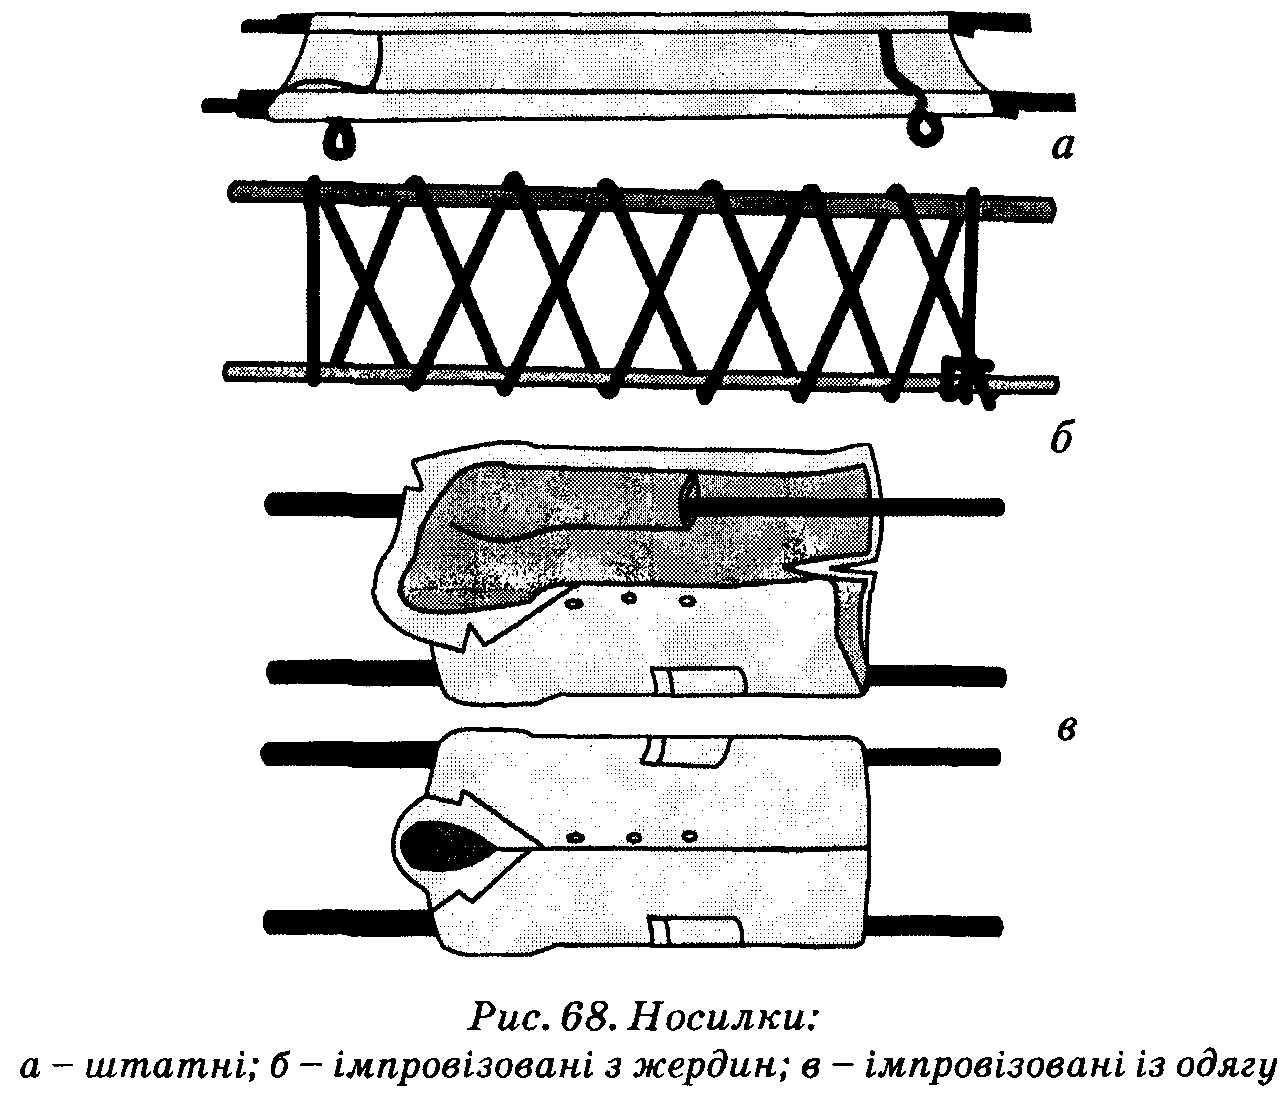 а
б
в
Рис. 68. Носилки:
а – штатні; б – імпровізовані з жердин; в – імпровізовані із одягу